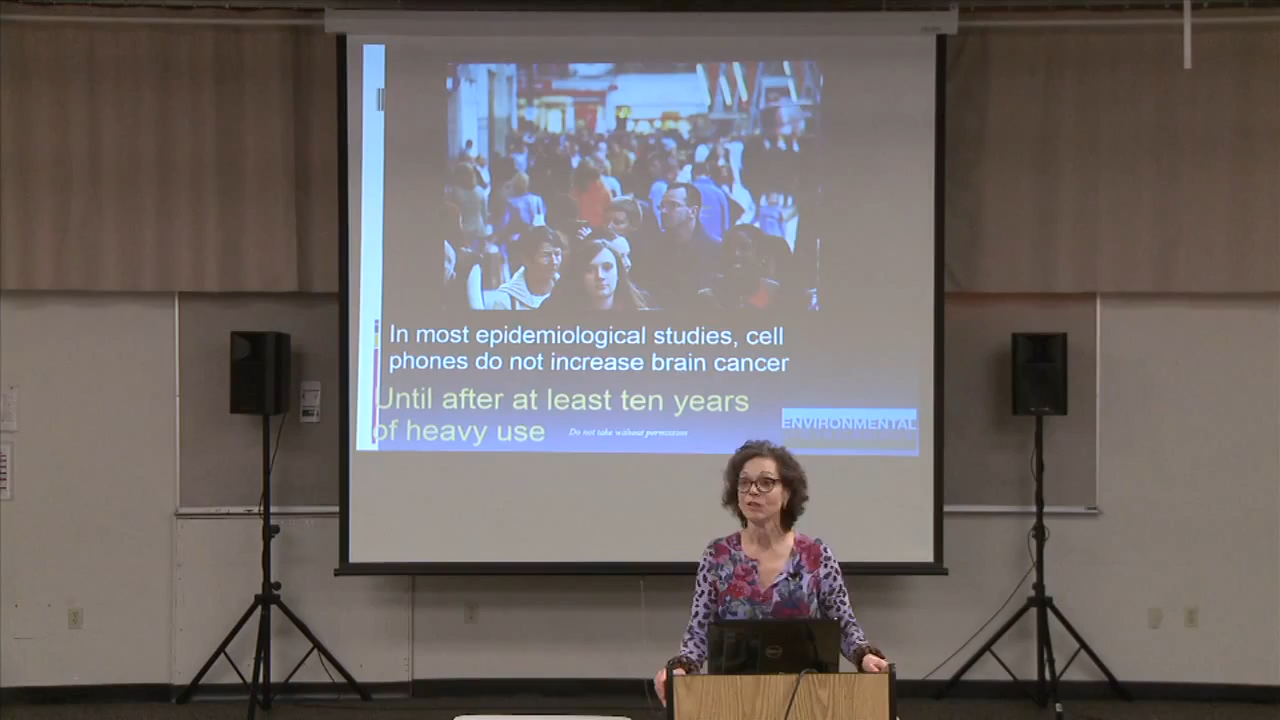 In most epidemiological studies, cell
phones do not increase brain cancer
Until after at least ten years
of heavy use
Do not take without permission
ENVIRONMENTAL
DELL